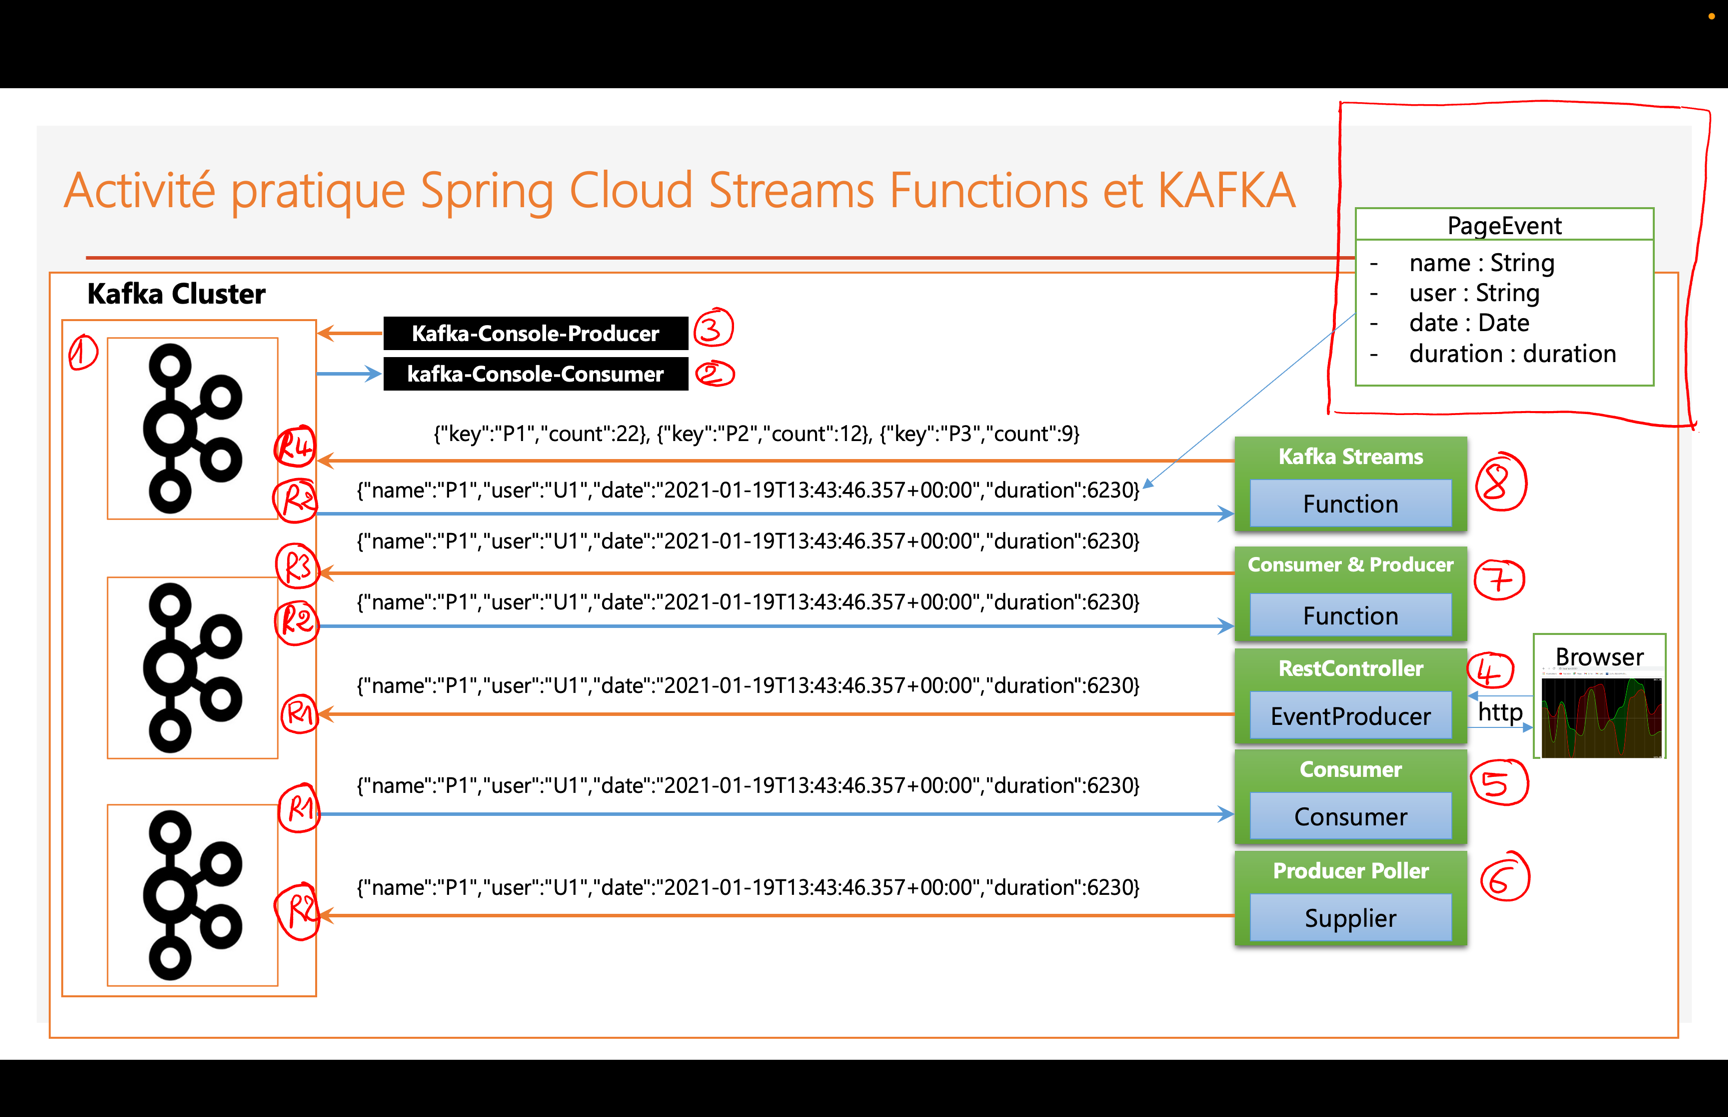 Activité pratique Spring Cloud Streams Functions et KAFKA
PageEvent
- name : String
- user : String
- date : Date
- duration : duration
Kafka Cluster
1
Kafka-Console-Producer 3
kafka-Console-Consumer 2
{"key":"P1","count":22}, {"key":"P2","count":12}, {"key":"P3","count":9}
R4
Kafka Streams
8
{"name":"P1","user":"U1","date":"2021-01-19T13:43:46.357+00:00","duration":6230}
R2
Function
{"name":"P1","user":"U1","date":"2021-01-19T13:43:46.357+00:00","duration":6230}
R3
Consumer & Producer
7
{"name":"P1","user":"U1","date":"2021-01-19T13:43:46.357+00:00","duration":6230}
R2
Function
RestController
4
Browser
{"name":"P1","user":"U1","date":"2021-01-19T13:43:46.357+00:00","duration":6230}
R1
EventProducer
http
Consumer
5
{"name":"P1","user":"U1","date":"2021-01-19T13:43:46.357+00:00","duration":6230}
R1
Consumer
Producer Poller
6
{"name":"P1","user":"U1","date":"2021-01-19T13:43:46.357+00:00","duration":6230}
R2
Supplier